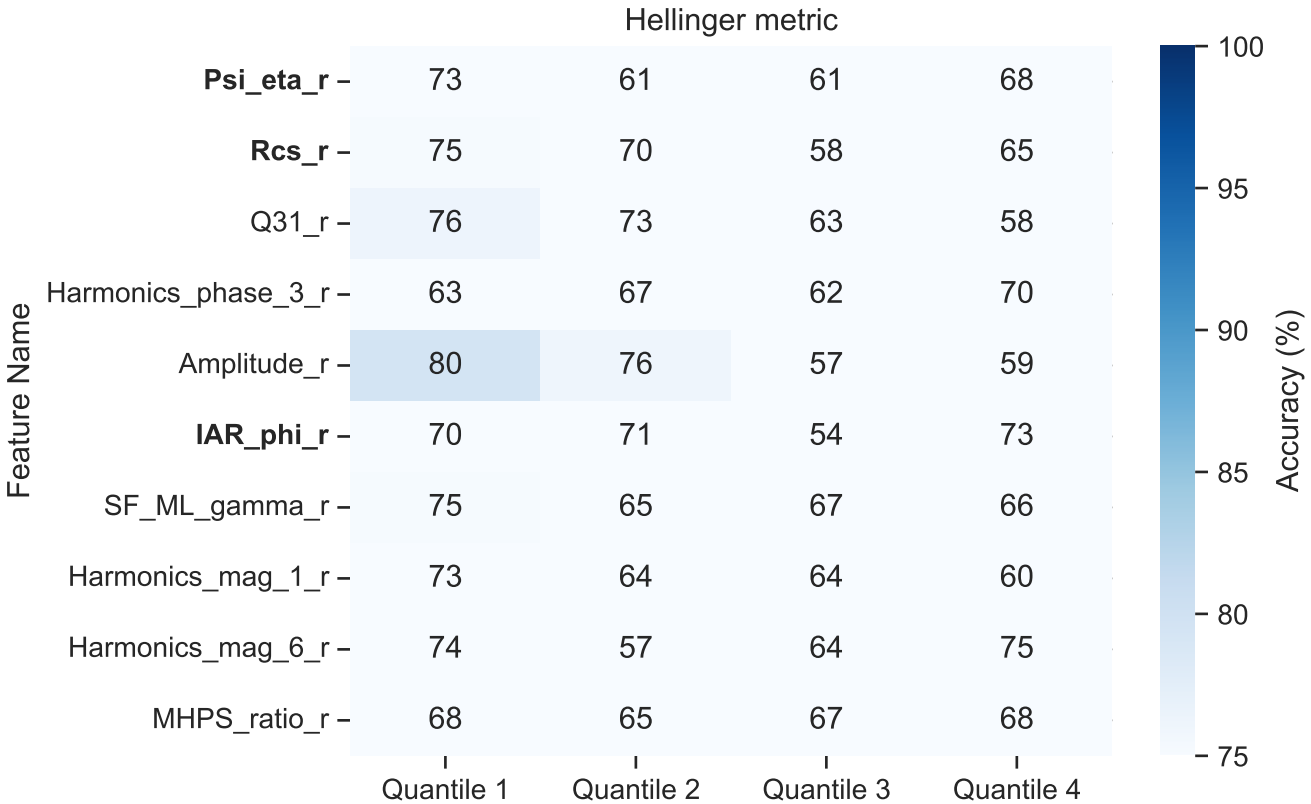 Hellinger metric
Psi_eta_r 73 61 61 68
Rcs_r 75 70 58 65
Q31_r 76 73 63 58
Harmonics_phase_3_r 63 67 62 70
Amplitude_r 80 76 57 59
IAR_phi_r 70 71 54 73
SF_ML_gamma_r 75 65 67 66
Harmonics_mag_1_r 73 64 64 60
Harmonics_mag_6_r 74 57 64 75
MHPS_ratio_r 68 65 67 68
Quantile 1 Quantile 2 Quantile 3 Quantile 4
Feature Name
100
95
90
85
80
75
Accuracy (%)